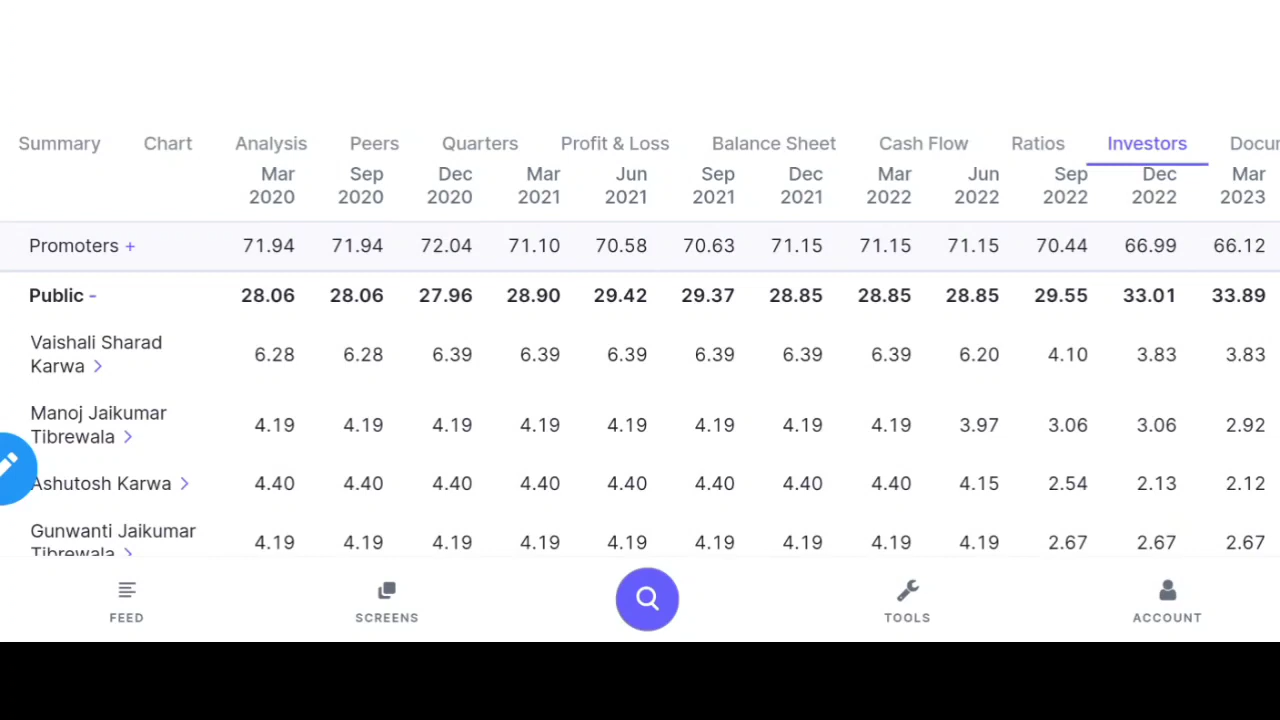 Summary Chart Analysis Peers Quarters Profit & Loss Balance Sheet Cash Flow Ratios Investors Docur
Mar Sep Dec Mar Jun Sep Dec Mar Jun Sep Dec Mar
2020 2020 2020 2021 2021 2021 2021 2022 2022 2022 2022 2023
Promoters + 71.94 71.94 72.04 71.10 70.58 70.63 71.15 71.15 71.15 70.44 66.99 66.12
Public - 28.06 28.06 27.96 28.90 29.42 29.37 28.85 28.85 28.85 29.55 33.01 33.89
Vaishali Sharad
Karwa > 6.28 6.28 6.39 6.39 6.39 6.39 6.39 6.39 6.20 4.10 3.83 3.83
Manoj Jaikumar
Tibrewala > 4.19 4.19 4.19 4.19 4.19 4.19 4.19 4.19 3.97 3.06 3.06 2.92
Ashutosh Karwa > 4.40 4.40 4.40 4.40 4.40 4.40 4.40 4.40 4.15 2.54 2.13 2.12
Gunwanti Jaikumar
Tibrewala > 4.19 4.19 4.19 4.19 4.19 4.19 4.19 4.19 4.19 2.67 2.67 2.67
FEED SCREENS TOOLS ACCOUNT